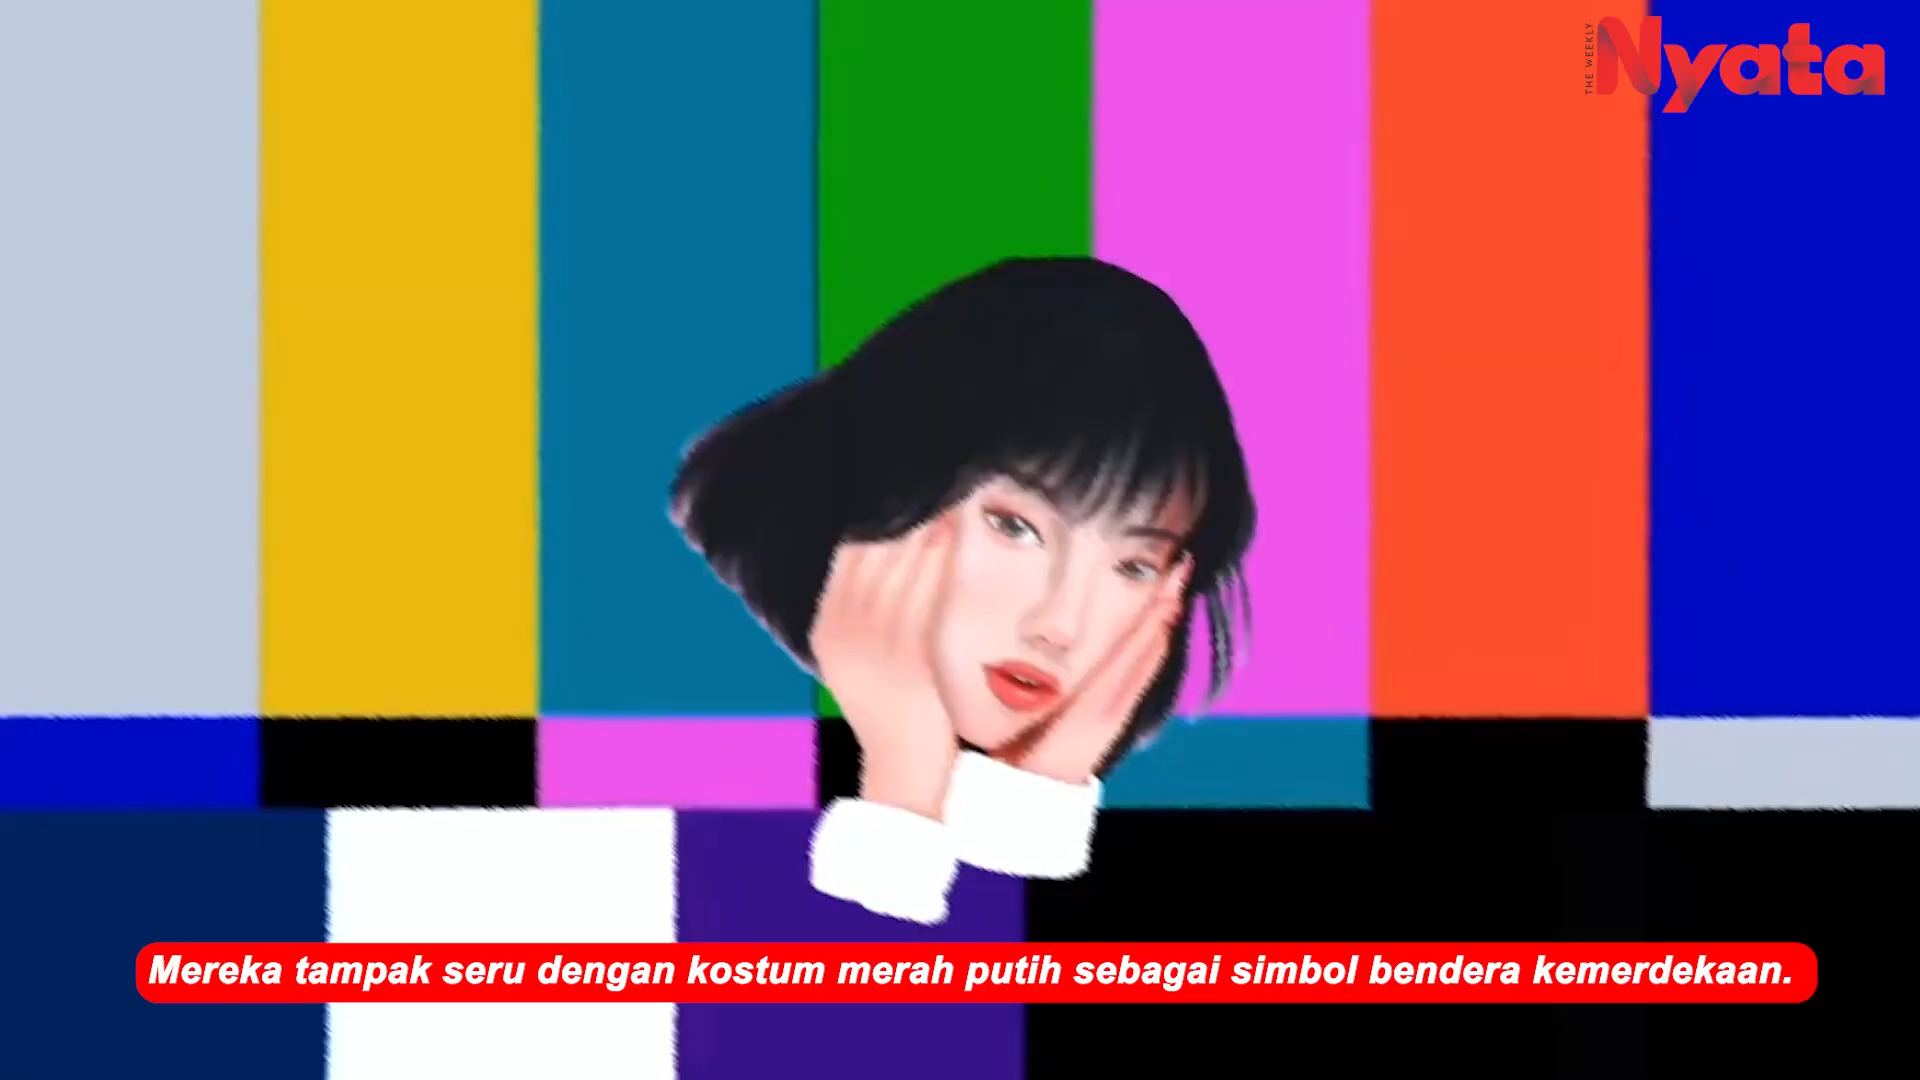 THE WEEKLY
Nyata
Mereka tampak seru dengan kostum merah putih sebagai simbol bendera kemerdekaan.